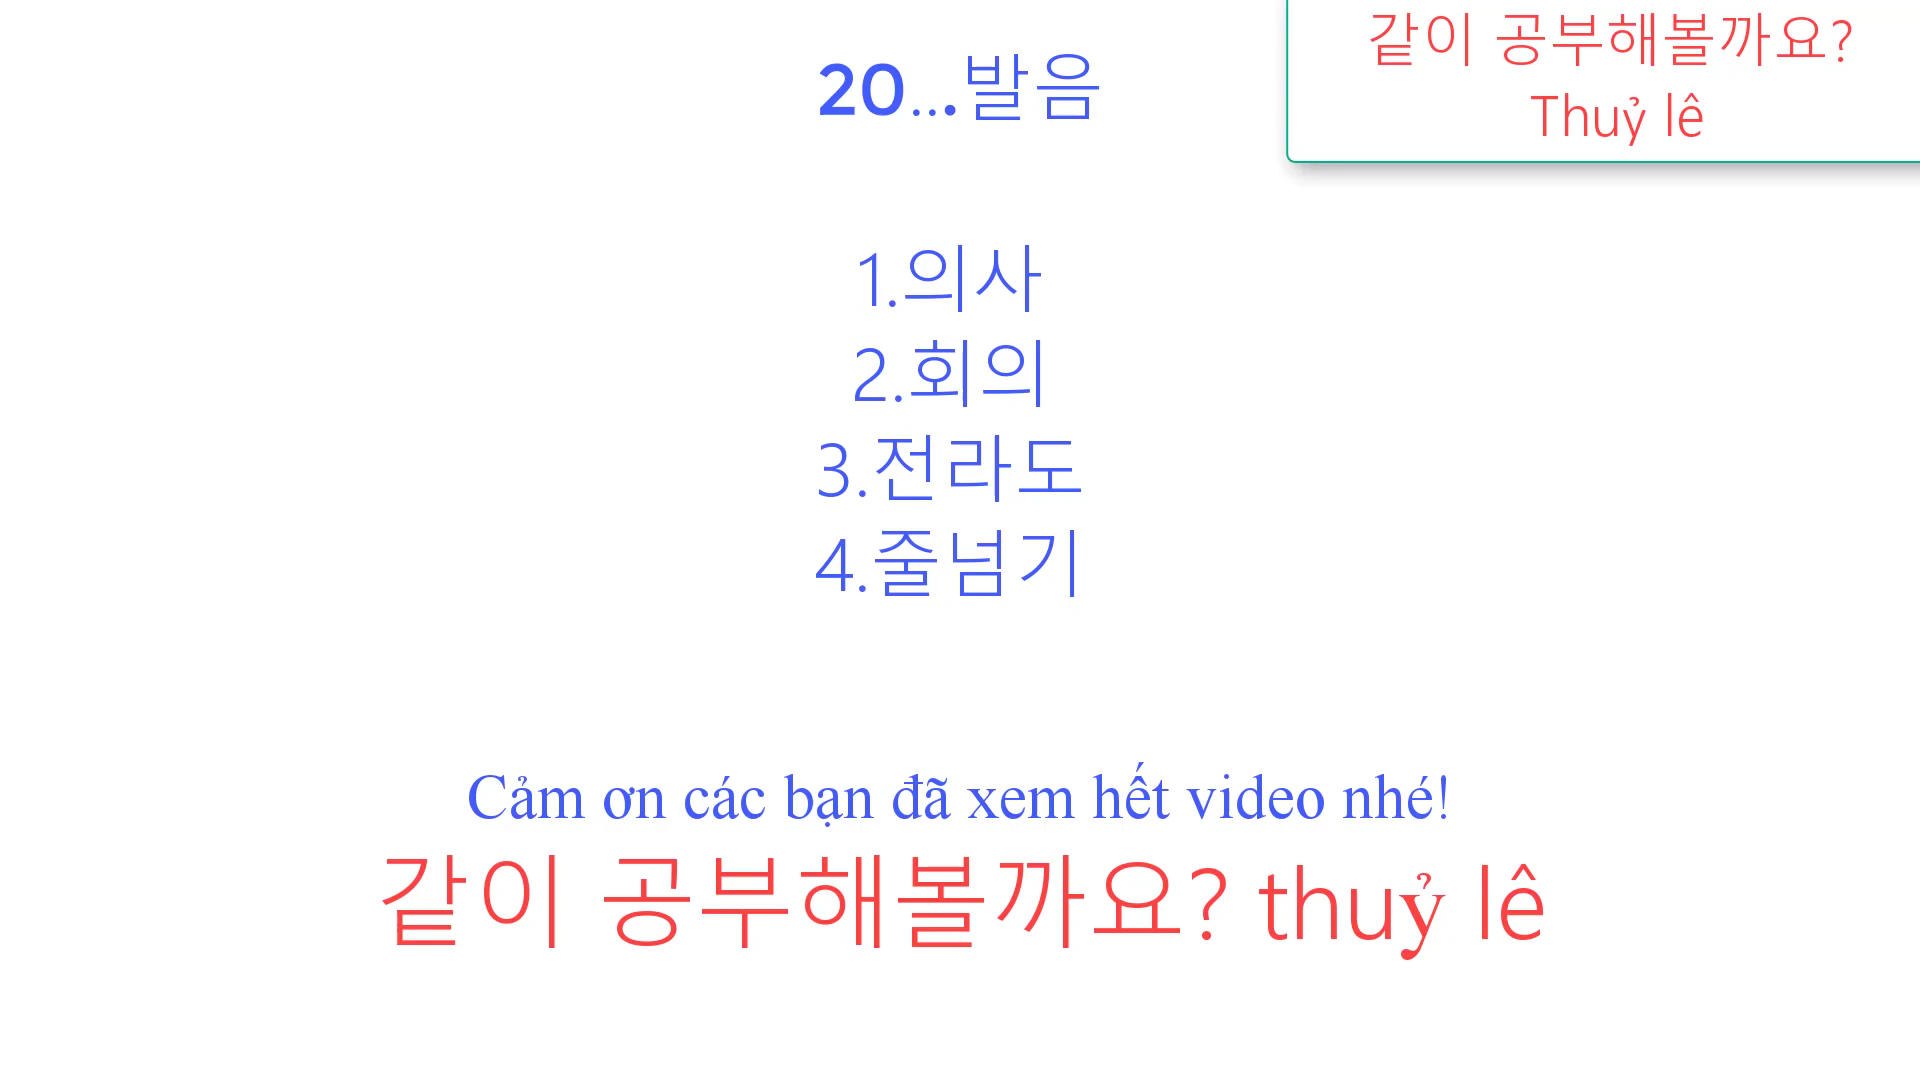 같이 공부해볼까요?
Thuỷ lê
20....발음
1.의사
2.회의
3.전라도
4.줄넘기
Cảm ơn các bạn đã xem hết video nhé!
같이 공부해볼까요? thuỷ lê